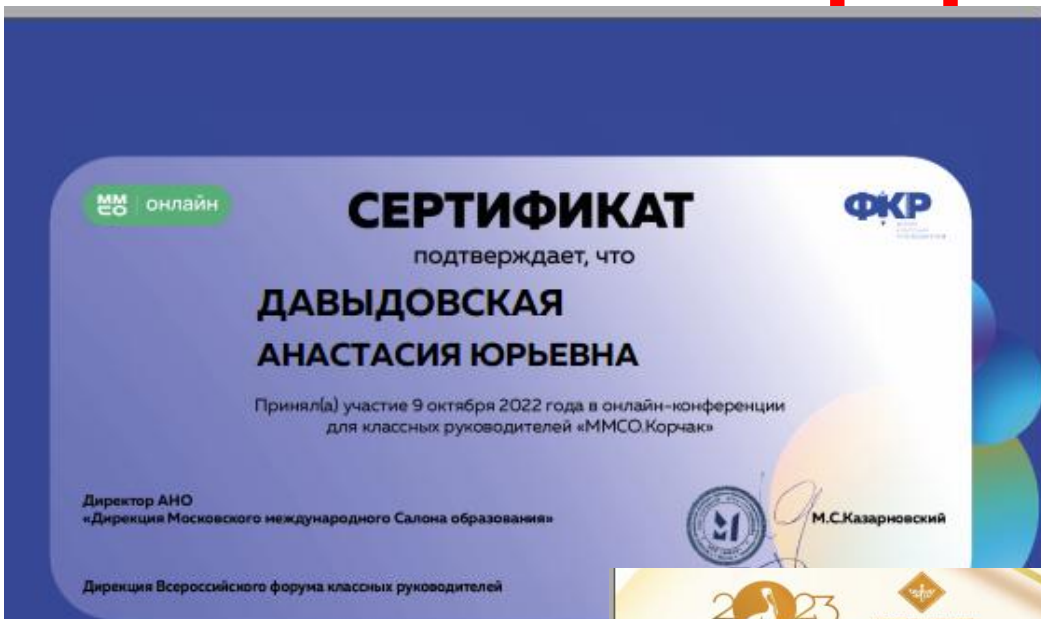 ММ
СО онлайн
СЕРТИФИКАТ
ФКР
подтверждает, что
ДАВЫДОВСКАЯ
АНАСТАСИЯ ЮРЬЕВНА
Принял(а) участие 9 октября 2022 года в онлайн-конференции
для классных руководителей «ММСО.Корчак»
Директор АНО
«Дирекция Московского международного Салона образования»
М.С.Казарновский
Дирекция Всероссийского форума классных руководителей
2023